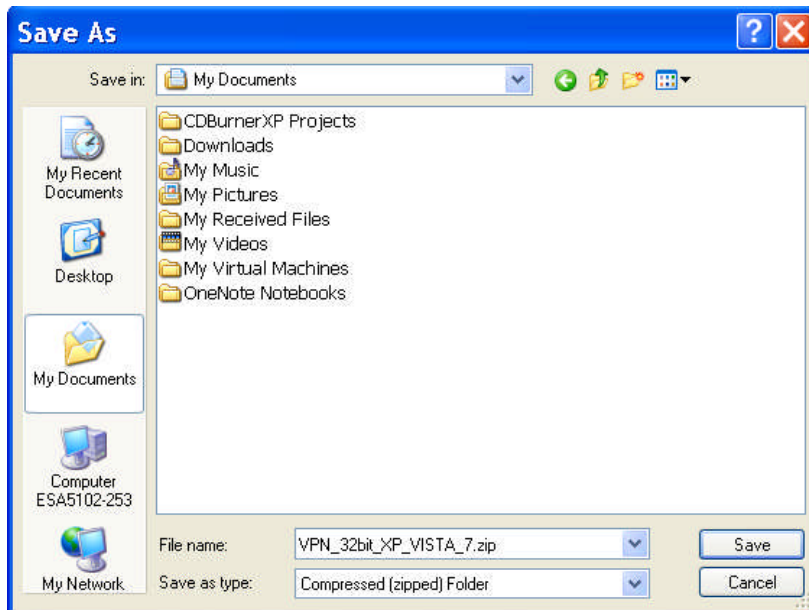 Save As
Save in:
My Documents
My Recent
Documents
Desktop
My Documents
Computer
ESA5102-253
My Network
CDBurnerXP Projects
Downloads
My Music
My Pictures
My Received Files
My Videos
My Virtual Machines
OneNote Notebooks
File name:
VPN_32bit_XP_VISTA_7.zip
Save
Save as type:
Compressed (zipped) Folder
Cancel